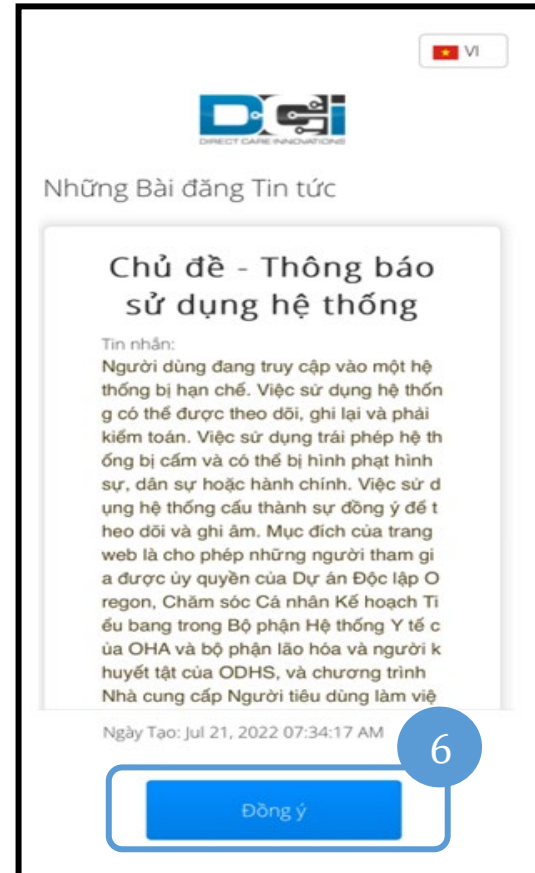 VI
DCi
DIRECT CARE INNOVATIONS
Những Bài đăng Tin tức
Chủ đề - Thông báo
sử dụng hệ thống
Tin nhắn:
Người dùng đang truy cập vào một hệ
thống bị hạn chế. Việc sử dụng hệ thốn
g có thể được theo dõi, ghi lại và phải
kiểm toán. Việc sử dụng trái phép hệ th
ống bị cấm và có thể bị hình phạt hình
sự, dân sự hoặc hành chính. Việc sử d
ụng hệ thống cấu thành sự đồng ý để t
heo dõi và ghi âm. Mục đích của trang
web là cho phép những người tham gi
a được ủy quyền của Dự án Độc lập O
regon, Chăm sóc Cá nhân Kế hoạch Ti
ểu bang trong Bộ phận Hệ thống Y tế c
ủa OHA và bộ phận lão hóa và người k
huyết tật của ODHS, và chương trình
Nhà cung cấp Người tiêu dùng làm việ
Ngày Tạo: Jul 21, 2022 07:34:17 AM
6
Đồng ý